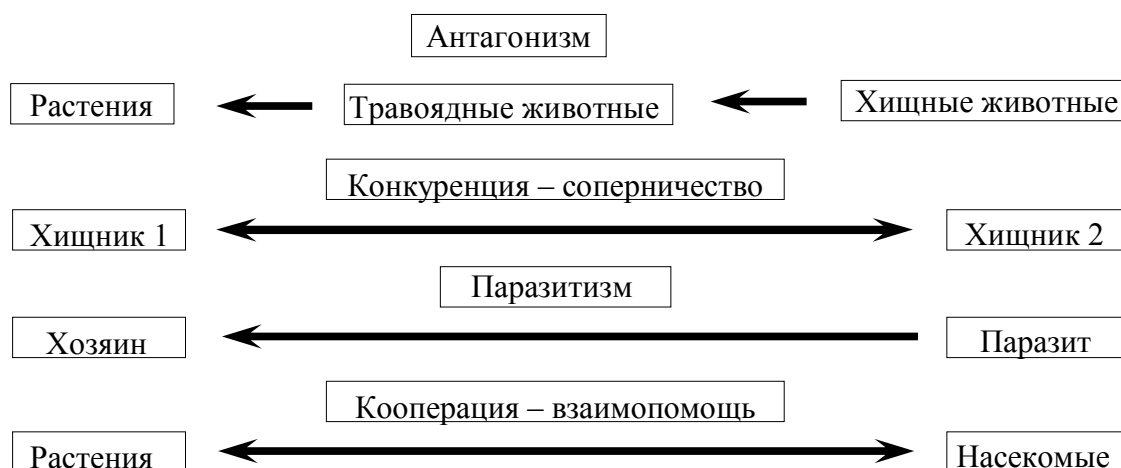 Антагонизм
Растения Травоядные животные Хищные животные
Конкуренция – соперничество
Хищник 1 Хищник 2
Паразитизм
Хозяин Паразит
Кооперация – взаимопомощь
Растения Насекомые